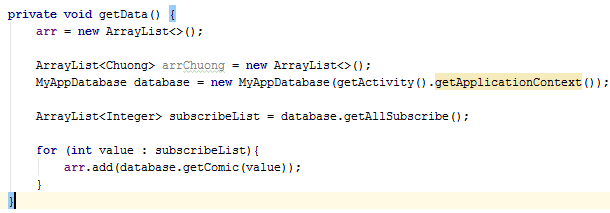 private void getData() {
    arr = new ArrayList<>();
    ArrayList<Chuong> arrChuong = new ArrayList<>();
    MyAppDatabase database = new MyAppDatabase(getActivity().getApplicationContext());
    ArrayList<Integer> subscribeList = database.getAllSubscribe();
    for (int value : subscribeList){
        arr.add(database.getComic(value));
    }
}